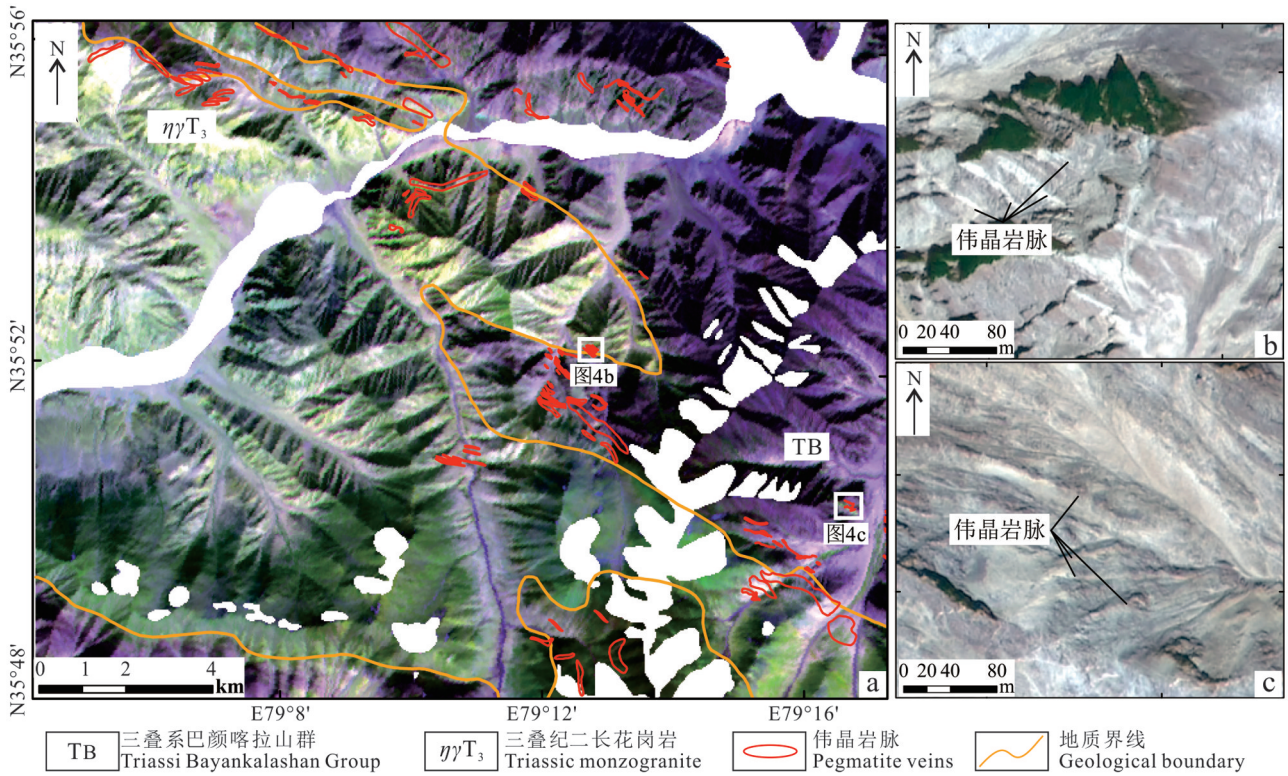 N35°56′
N35°52′
N35°48′
N
ηγT₃
图4b
TB
图4c
0 1 2 4
km
a
E79°8′ E79°12′ E79°16′
N
伟晶岩脉
0 20 40 80
m
b
N
伟晶岩脉
0 20 40 80
m
c
TB 三叠系巴颜喀拉山群
Triassi Bayankalashan Group
ηγT₃ 三叠纪二长花岗岩
Triassic monzogranite
伟晶岩脉
Pegmatite veins
地质界线
Geological boundary